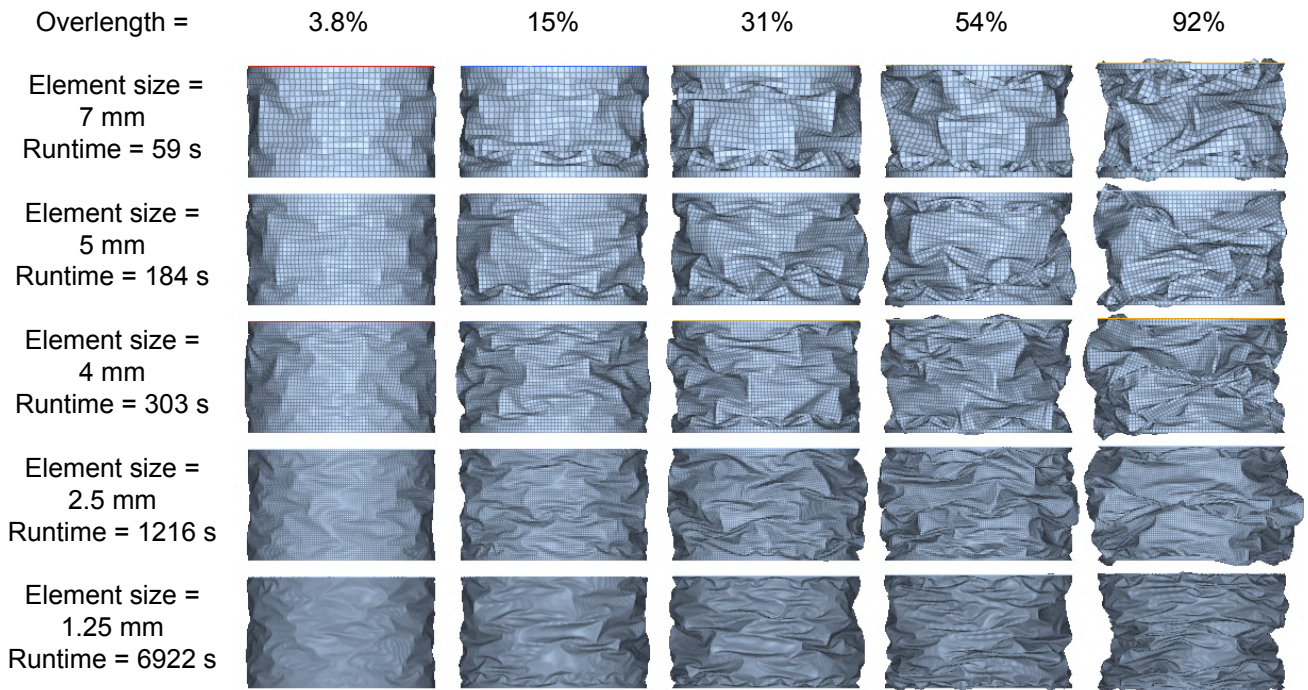 Overlength = 3.8% 15% 31% 54% 92%
Element size =
7 mm
Runtime = 59 s
Element size =
5 mm
Runtime = 184 s
Element size =
4 mm
Runtime = 303 s
Element size =
2.5 mm
Runtime = 1216 s
Element size =
1.25 mm
Runtime = 6922 s